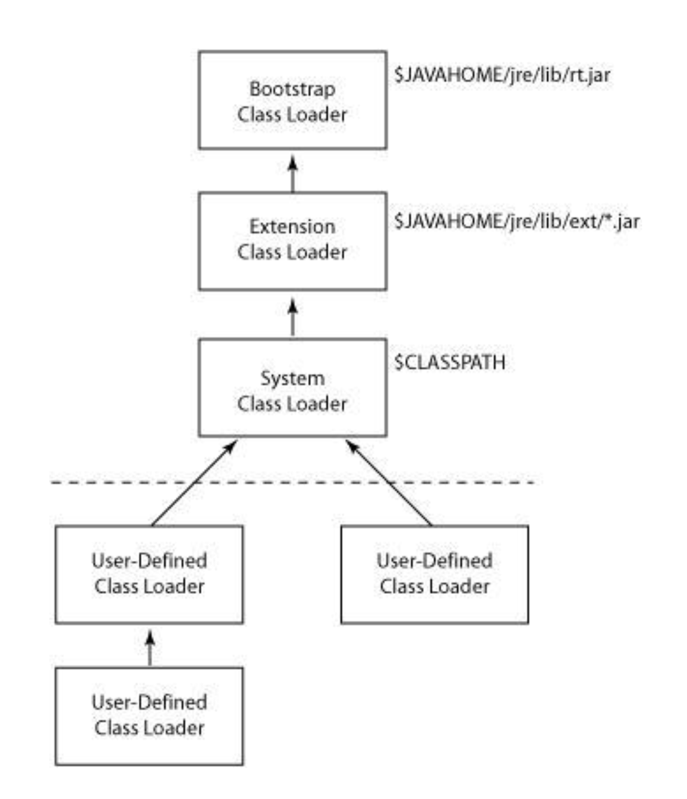 Bootstrap
Class Loader
$JAVAHOME/jre/lib/rt.jar
Extension
Class Loader
$JAVAHOME/jre/lib/ext/*.jar
System
Class Loader
$CLASSPATH
User-Defined
Class Loader
User-Defined
Class Loader
User-Defined
Class Loader